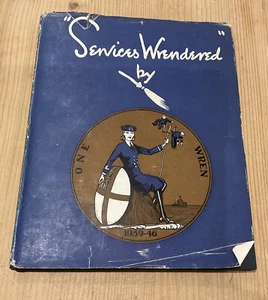 "Services Wrendered"
by
ONE WREN
1939-46